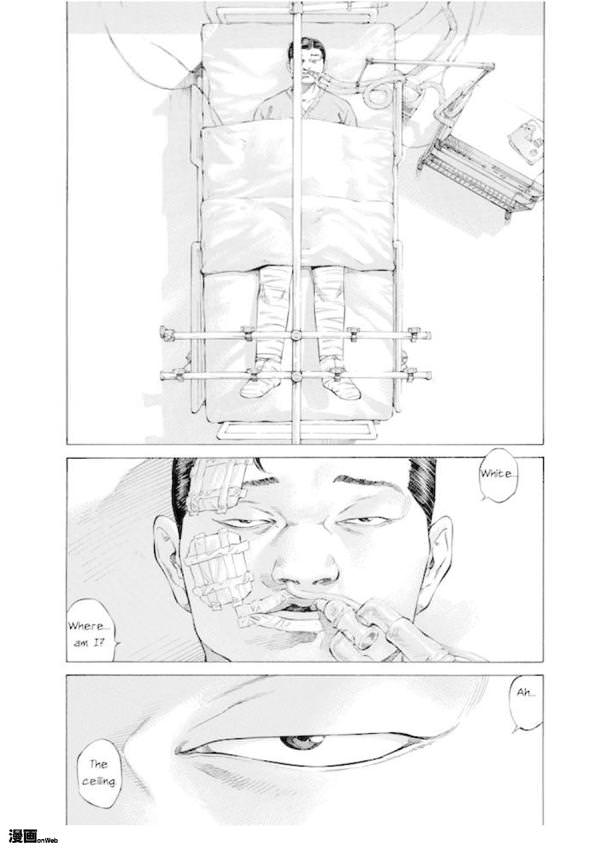 White...
Where...
am I?
Ah...
The
ceiling
漫画onWeb